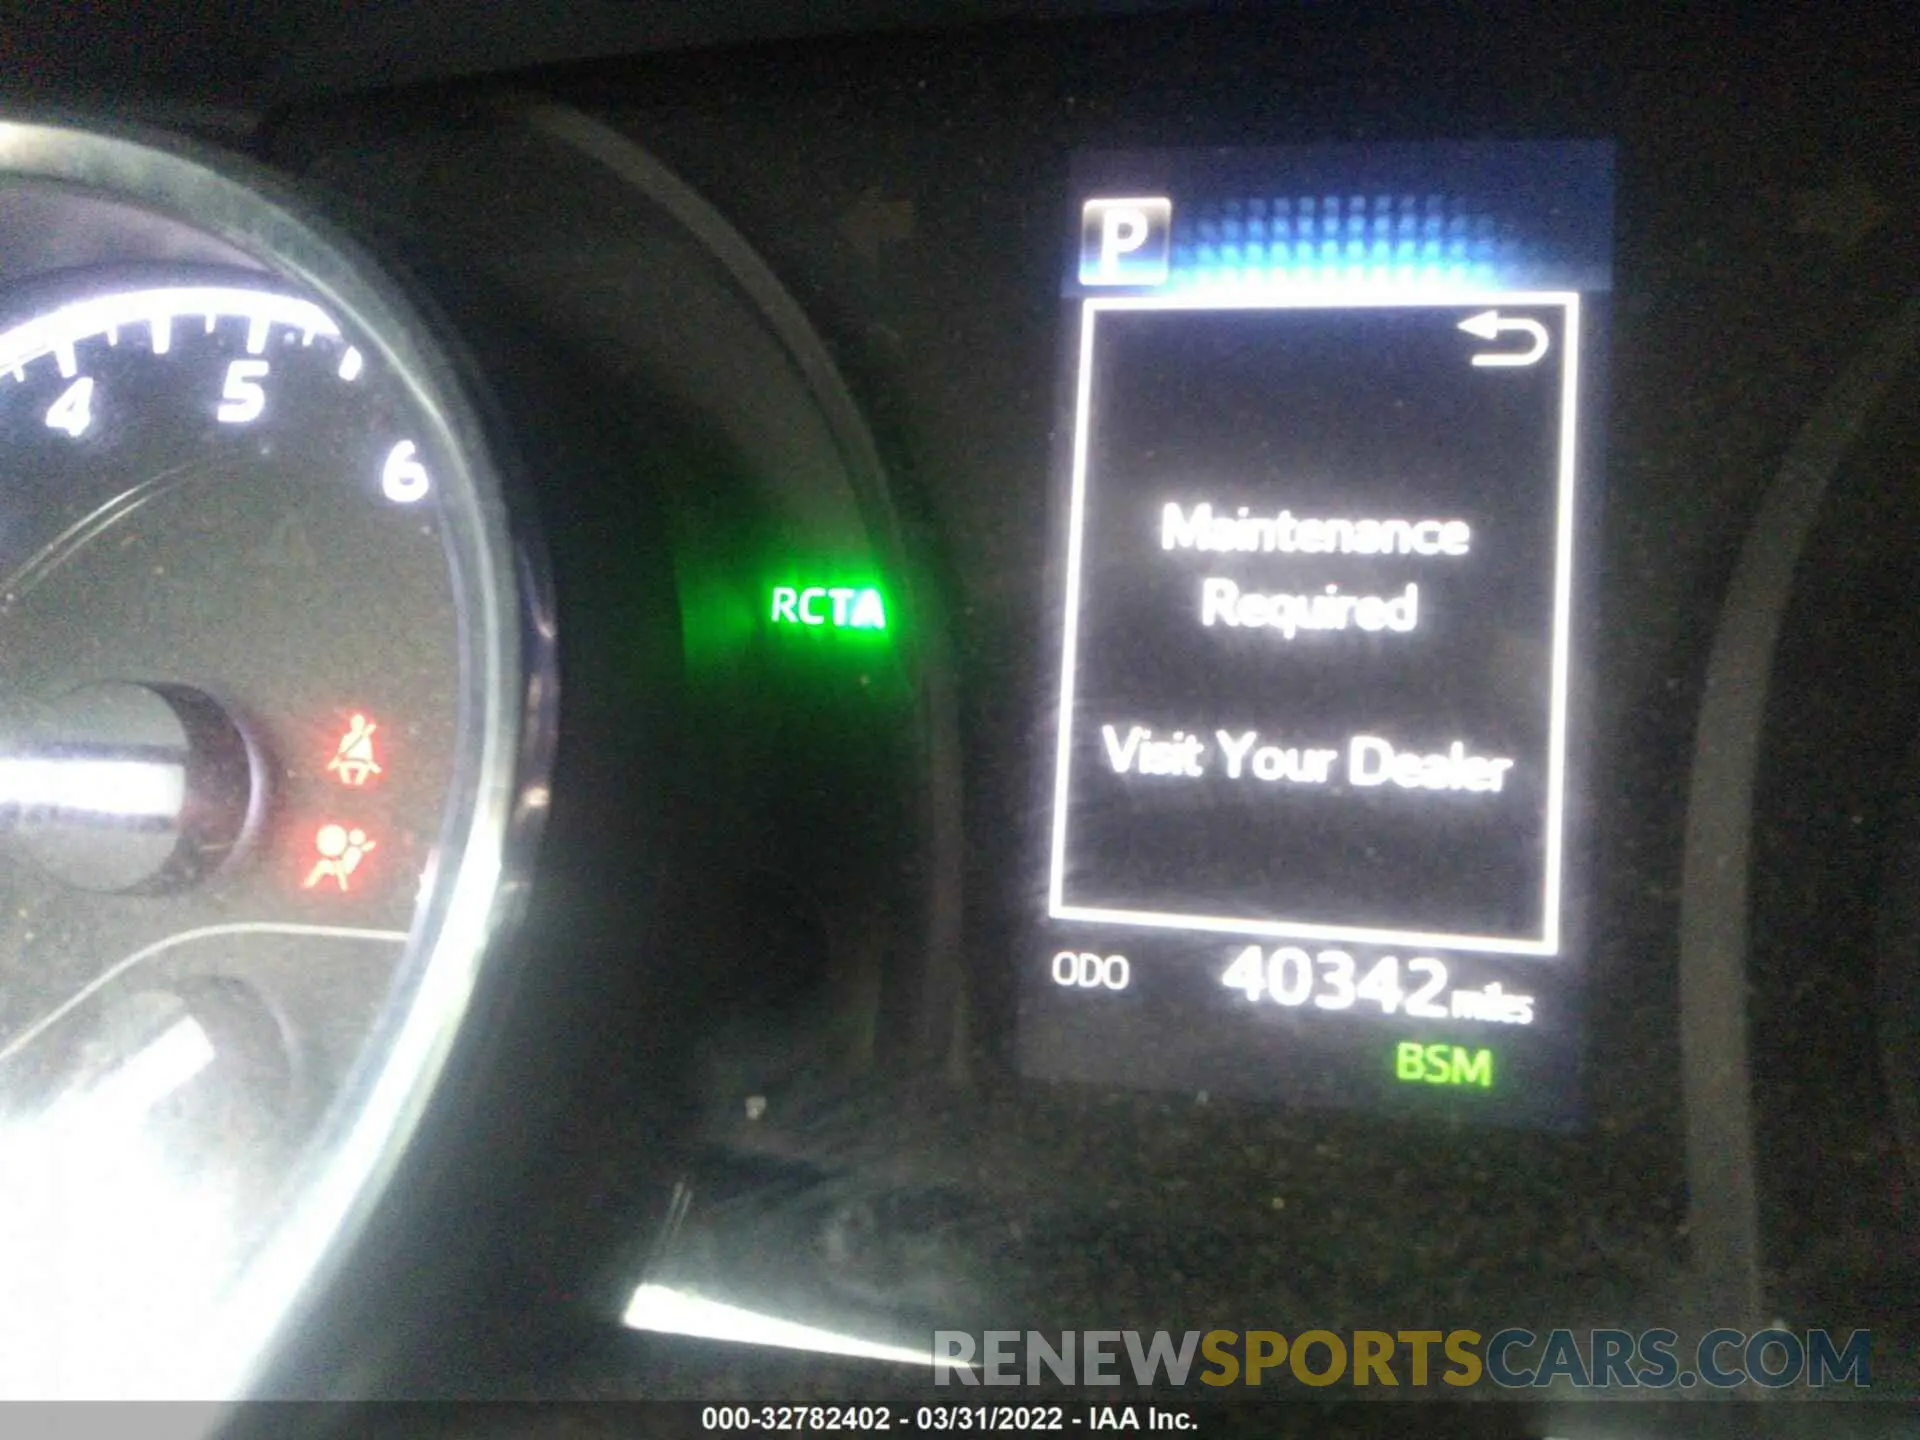 P
4
5
6
RCTA
Maintenance
Required
Visit Your Dealer
ODO 40342 miles
BSM
RENEWSPORTSCARS.COM
000-32782402 - 03/31/2022 - IAA Inc.